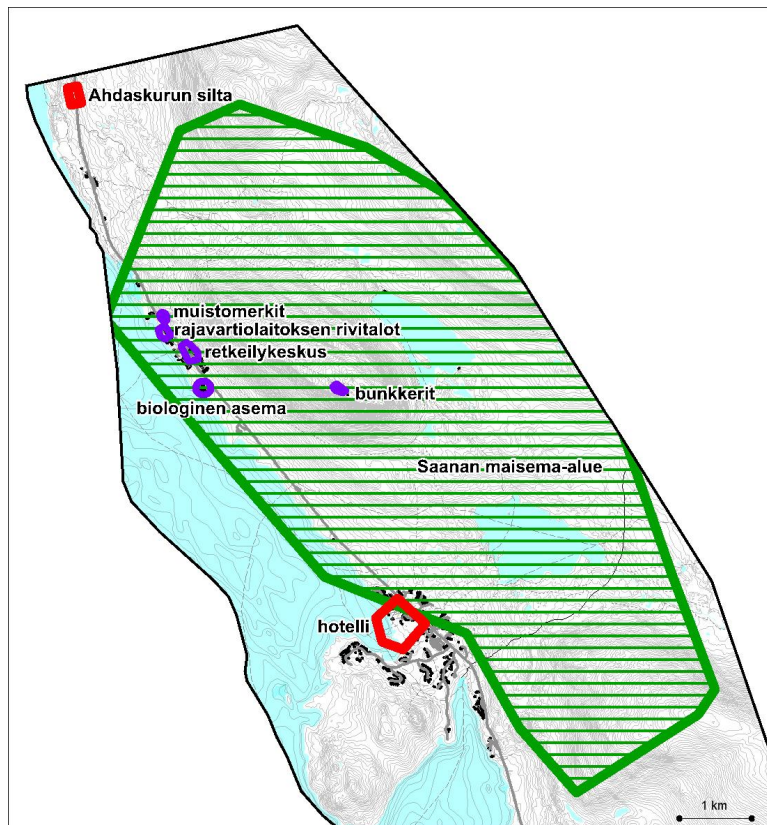 Ahdaskurun silta
muistomerkit
rajavartiolaitoksen rivitalot
retkeilykeskus
bunkkerit
biologinen asema
Saanan maisema-alue
hotelli
1 km